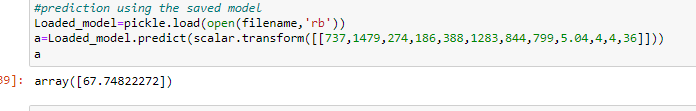 #prediction using the saved model
Loaded_model=pickle.load(open(filename,'rb'))
a=Loaded_model.predict(scalar.transform([[737,1479,274,186,388,1283,844,799,5.04,4,4,36]]))
a
39]: array([67.74822272])